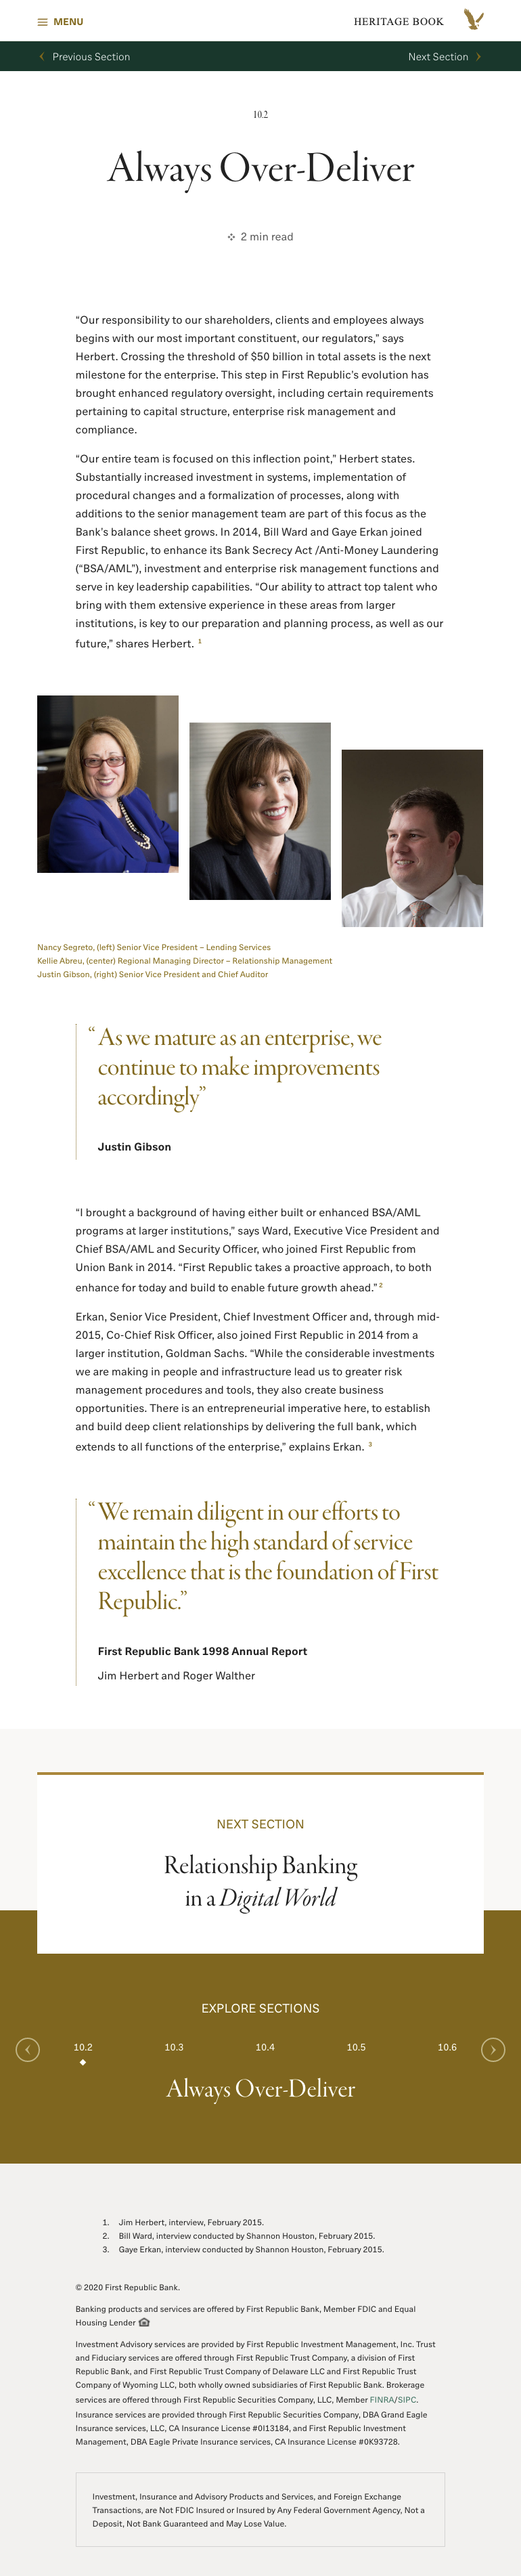 MENU
HERITAGE BOOK
Previous Section
Next Section
10.2
Always Over-Deliver
2 min read
“Our responsibility to our shareholders, clients and employees always
begins with our most important constituent, our regulators,” says
Herbert. Crossing the threshold of $50 billion in total assets is the next
milestone for the enterprise. This step in First Republic’s evolution has
brought enhanced regulatory oversight, including certain requirements
pertaining to capital structure, enterprise risk management and
compliance.
“Our entire team is focused on this inflection point,” Herbert states.
Substantially increased investment in systems, implementation of
procedural changes and a formalization of processes, along with
additions to the senior management team are part of this focus as the
Bank’s balance sheet grows. In 2014, Bill Ward and Gaye Erkan joined
First Republic, to enhance its Bank Secrecy Act /Anti-Money Laundering
(“BSA/AML”), investment and enterprise risk management functions and
serve in key leadership capabilities. “Our ability to attract top talent who
bring with them extensive experience in these areas from larger
institutions, is key to our preparation and planning process, as well as our
future,” shares Herbert. 1
Nancy Segreto, (left) Senior Vice President – Lending Services
Kellie Abreu, (center) Regional Managing Director – Relationship Management
Justin Gibson, (right) Senior Vice President and Chief Auditor
“As we mature as an enterprise, we
continue to make improvements
accordingly”
Justin Gibson
“I brought a background of having either built or enhanced BSA/AML
programs at larger institutions,” says Ward, Executive Vice President and
Chief BSA/AML and Security Officer, who joined First Republic from
Union Bank in 2014. “First Republic takes a proactive approach, to both
enhance for today and build to enable future growth ahead.” 2
Erkan, Senior Vice President, Chief Investment Officer and, through mid-
2015, Co-Chief Risk Officer, also joined First Republic in 2014 from a
larger institution, Goldman Sachs. “While the considerable investments
we are making in people and infrastructure lead us to greater risk
management procedures and tools, they also create business
opportunities. There is an entrepreneurial imperative here, to establish
and build deep client relationships by delivering the full bank, which
extends to all functions of the enterprise,” explains Erkan. 3
“We remain diligent in our efforts to
maintain the high standard of service
excellence that is the foundation of First
Republic.”
First Republic Bank 1998 Annual Report
Jim Herbert and Roger Walther
NEXT SECTION
Relationship Banking
in a Digital World
EXPLORE SECTIONS
10.2 10.3 10.4 10.5 10.6
Always Over-Deliver
1. Jim Herbert, interview, February 2015.
2. Bill Ward, interview conducted by Shannon Houston, February 2015.
3. Gaye Erkan, interview conducted by Shannon Houston, February 2015.
© 2020 First Republic Bank.
Banking products and services are offered by First Republic Bank, Member FDIC and Equal
Housing Lender
Investment Advisory services are provided by First Republic Investment Management, Inc. Trust
and Fiduciary services are offered through First Republic Trust Company, a division of First
Republic Bank, and First Republic Trust Company of Delaware LLC and First Republic Trust
Company of Wyoming LLC, both wholly owned subsidiaries of First Republic Bank. Brokerage
services are offered through First Republic Securities Company, LLC, Member FINRA/SIPC.
Insurance services are provided through First Republic Securities Company, DBA Grand Eagle
Insurance services, LLC, CA Insurance License #0I13184, and First Republic Investment
Management, DBA Eagle Private Insurance services, CA Insurance License #0K93728.
Investment, Insurance and Advisory Products and Services, and Foreign Exchange
Transactions, are Not FDIC Insured or Insured by Any Federal Government Agency, Not a
Deposit, Not Bank Guaranteed and May Lose Value.